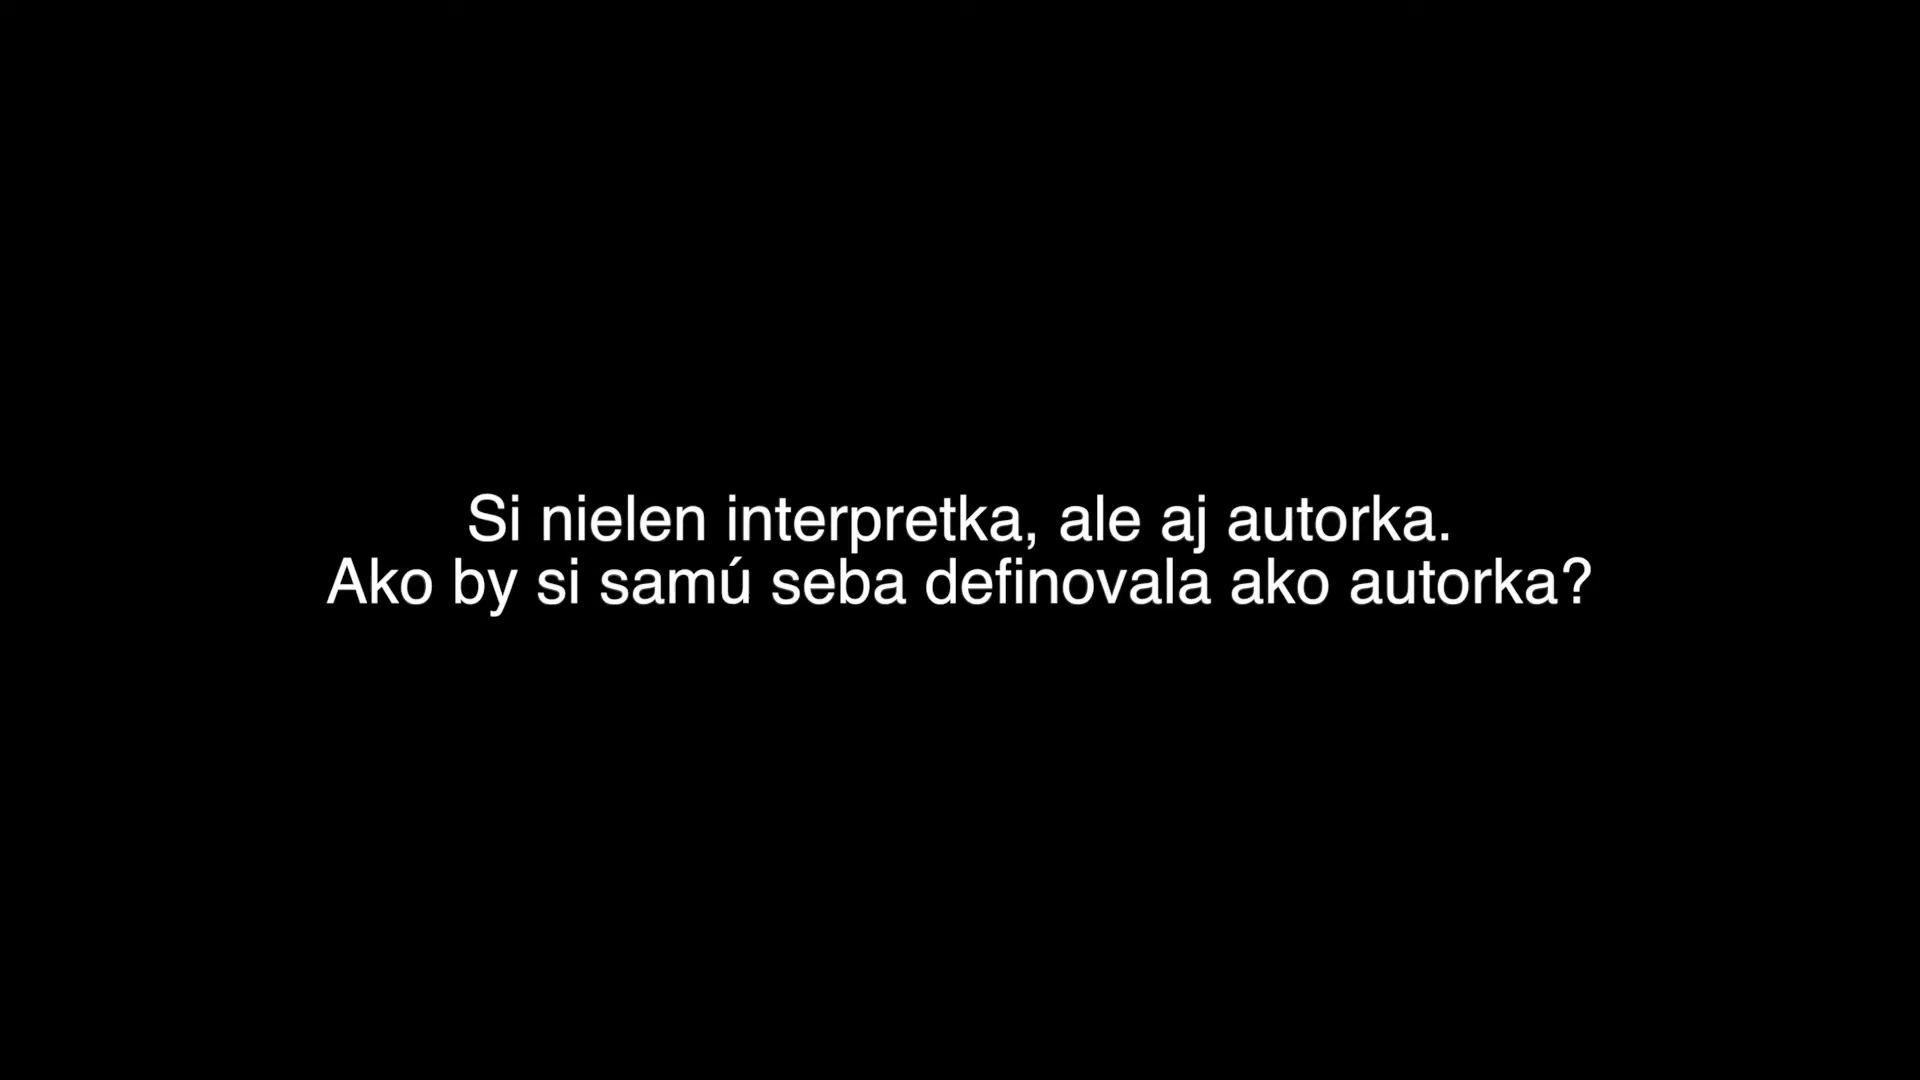 Si nielen interpretka, ale aj autorka.
Ako by si samú seba definovala ako autorka?